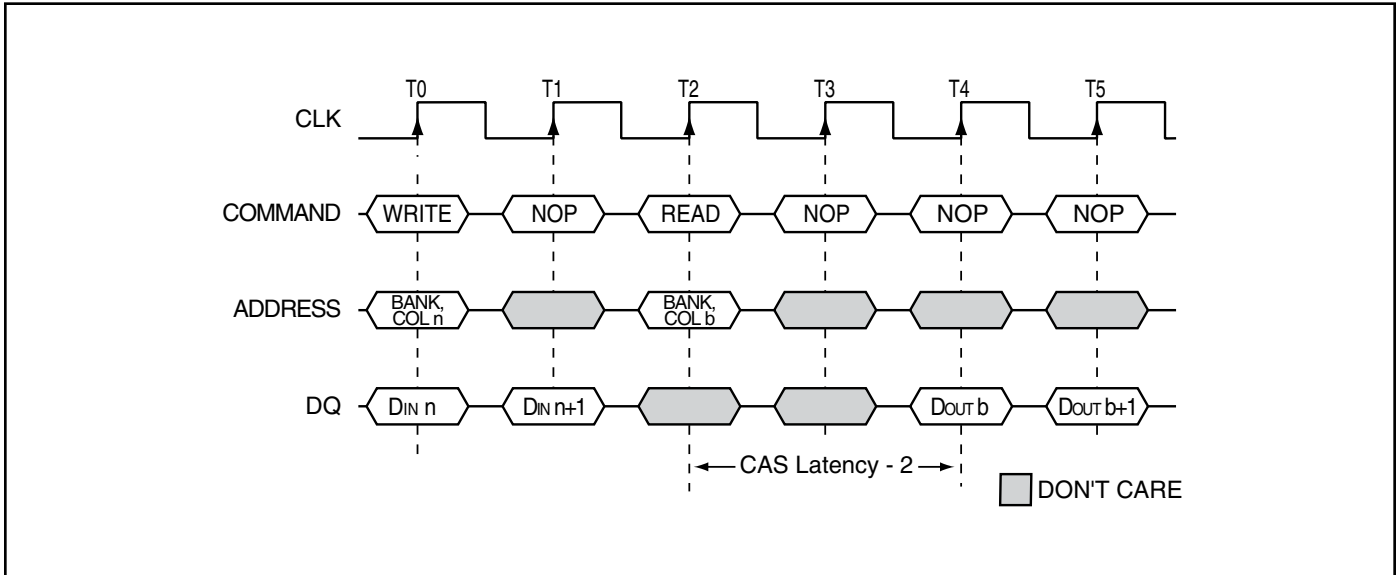 T0 T1 T2 T3 T4 T5
CLK
COMMAND WRITE NOP READ NOP NOP NOP
ADDRESS BANK, COL n BANK, COL b
DQ DIN n DIN n+1 DOUT b DOUT b+1
CAS Latency - 2
DON'T CARE